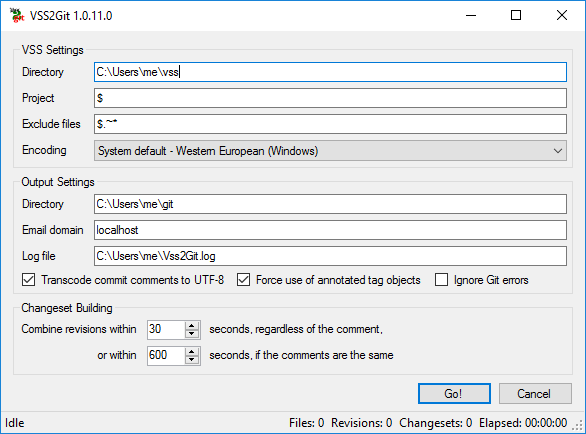 VSS2Git 1.0.11.0
VSS Settings
Directory C:\Users\me\vss
Project $
Exclude files $.~*
Encoding System default - Western European (Windows)
Output Settings
Directory C:\Users\me\git
Email domain localhost
Log file C:\Users\me\Vss2Git.log
Transcode commit comments to UTF-8 Force use of annotated tag objects Ignore Git errors
Changeset Building
Combine revisions within 30 seconds, regardless of the comment,
or within 600 seconds, if the comments are the same
Go! Cancel
Idle Files: 0 Revisions: 0 Changesets: 0 Elapsed: 00:00:00